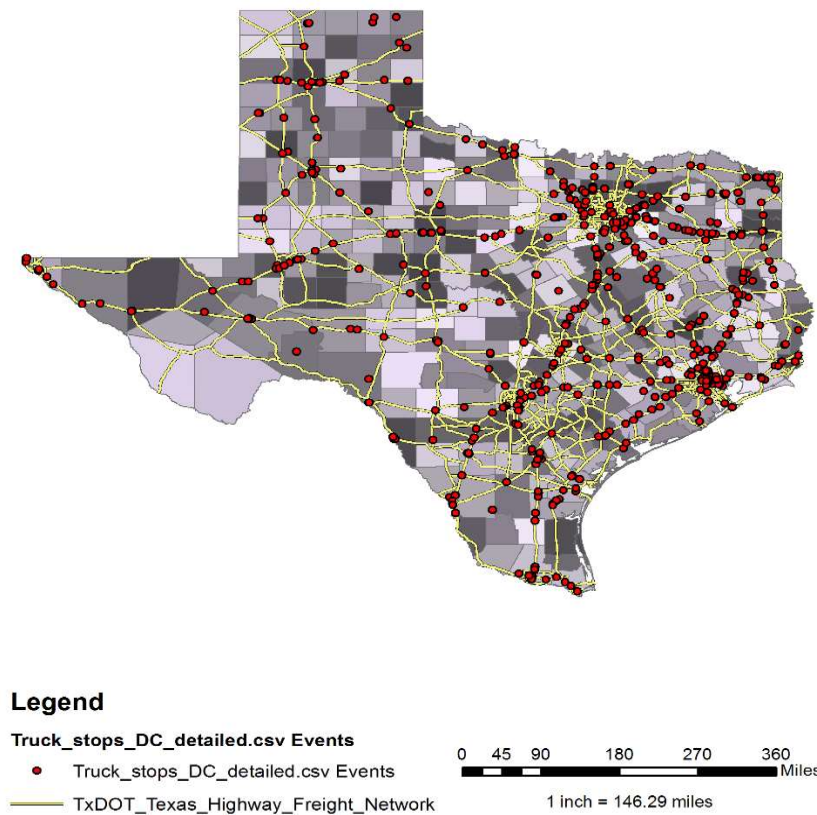 Legend
Truck_stops_DC_detailed.csv Events
Truck_stops_DC_detailed.csv Events
TxDOT_Texas_Highway_Freight_Network
0 45 90 180 270 360
Miles
1 inch = 146.29 miles